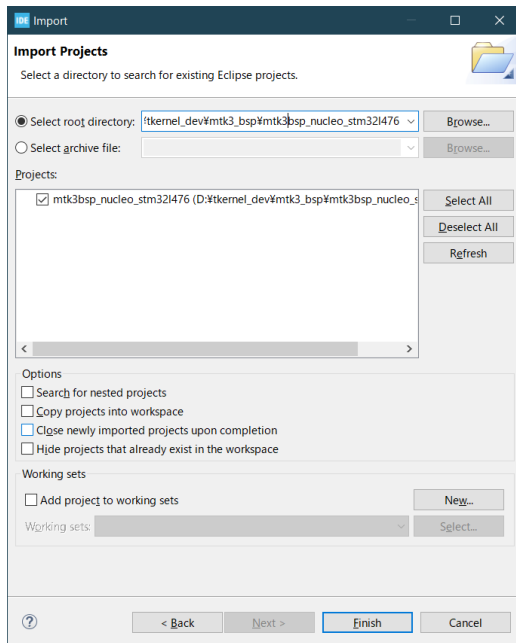 IDE Import
Import Projects
Select a directory to search for existing Eclipse projects.
Select root directory: tkernel_dev¥mtk3_bsp¥mtk3bsp_nucleo_stm32l476 Browse...
Select archive file: Browse...
Projects:
mtk3bsp_nucleo_stm32l476 (D:¥tkernel_dev¥mtk3_bsp¥mtk3bsp_nucleo_s
Select All
Deselect All
Refresh
Options
Search for nested projects
Copy projects into workspace
Close newly imported projects upon completion
Hide projects that already exist in the workspace
Working sets
Add project to working sets New...
Working sets: Select...
? < Back Next > Finish Cancel